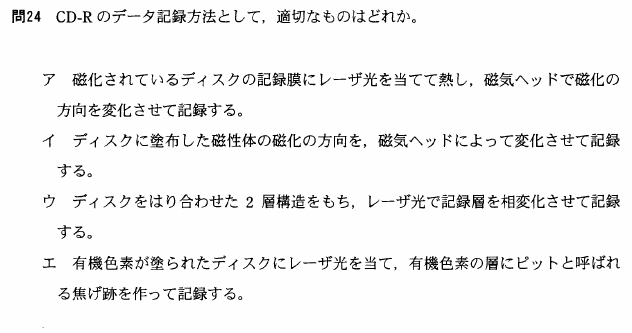 問24 CD-R のデータ記録方法として，適切なものはどれか。
ア 磁化されているディスクの記録膜にレーザ光を当てて熱し，磁気ヘッドで磁化の
方向を変化させて記録する。
イ ディスクに塗布した磁性体の磁化の方向を，磁気ヘッドによって変化させて記録
する。
ウ ディスクをはり合わせた 2 層構造をもち，レーザ光で記録層を相変化させて記録
する。
エ 有機色素が塗られたディスクにレーザ光を当て，有機色素の層にピットと呼ばれ
る焦げ跡を作って記録する。